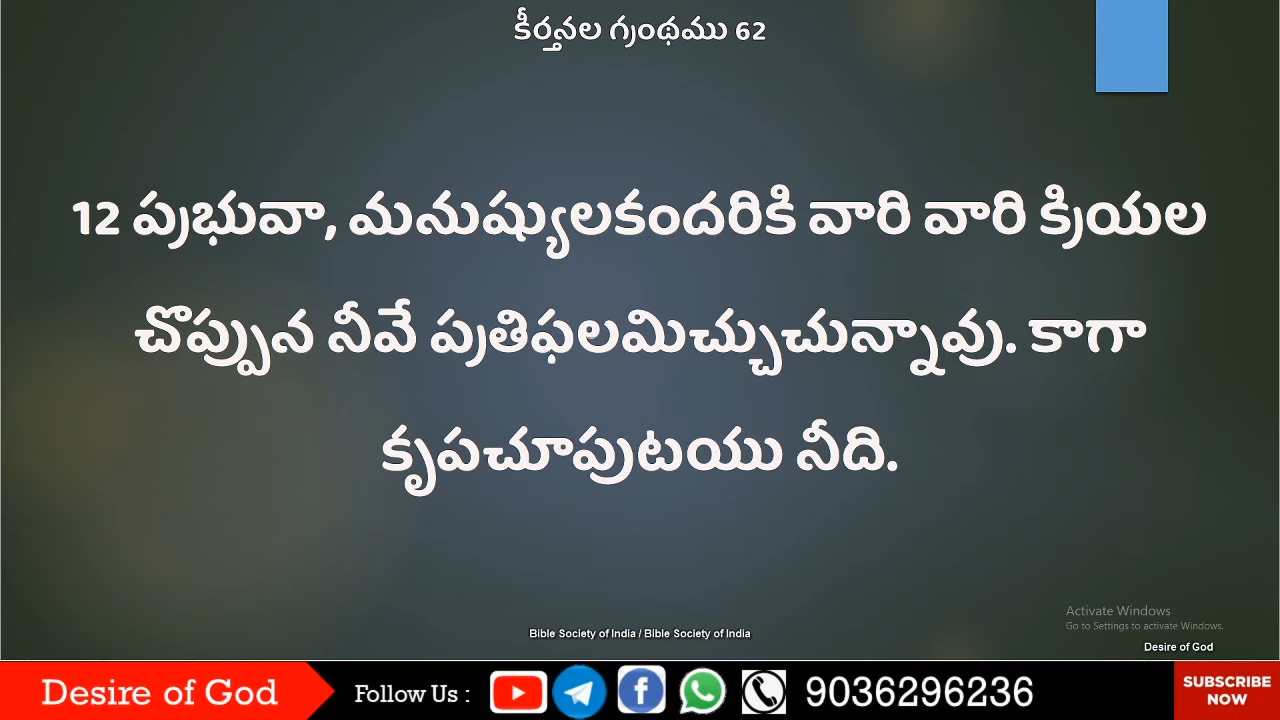 కీర్తనల గ్రంథము 62
12 ప్రభువా, మనుష్యులకందరికి వారి వారి క్రియల
చొప్పున నీవే ప్రతిఫలమిచ్చుచున్నావు. కాగా
కృపచూపుటయు నీది.
Activate Windows
Go to Settings to activate Windows.
Bible Society of India / Bible Society of India
Desire of God
Desire of God Follow Us : 9036296236 SUBSCRIBE
NOW